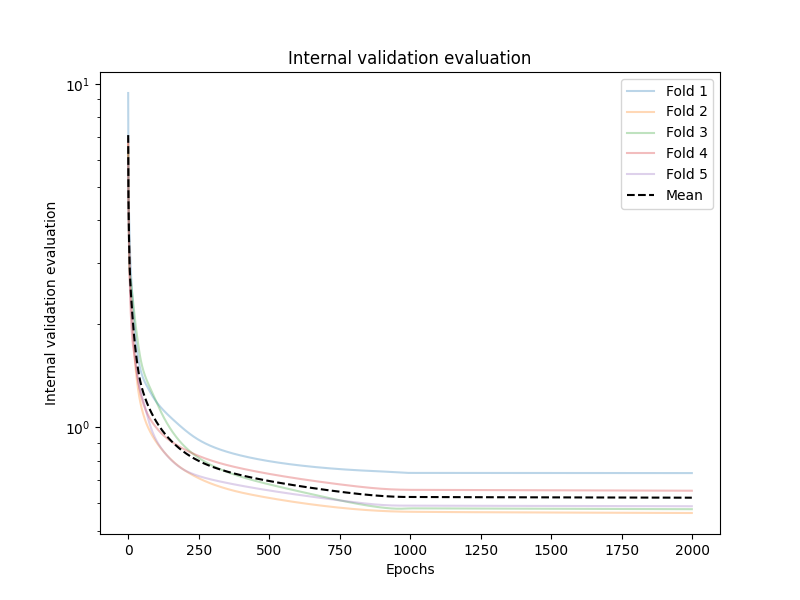 Internal validation evaluation
Internal validation evaluation
10¹
10⁰
Fold 1
Fold 2
Fold 3
Fold 4
Fold 5
Mean
0 250 500 750 1000 1250 1500 1750 2000
Epochs